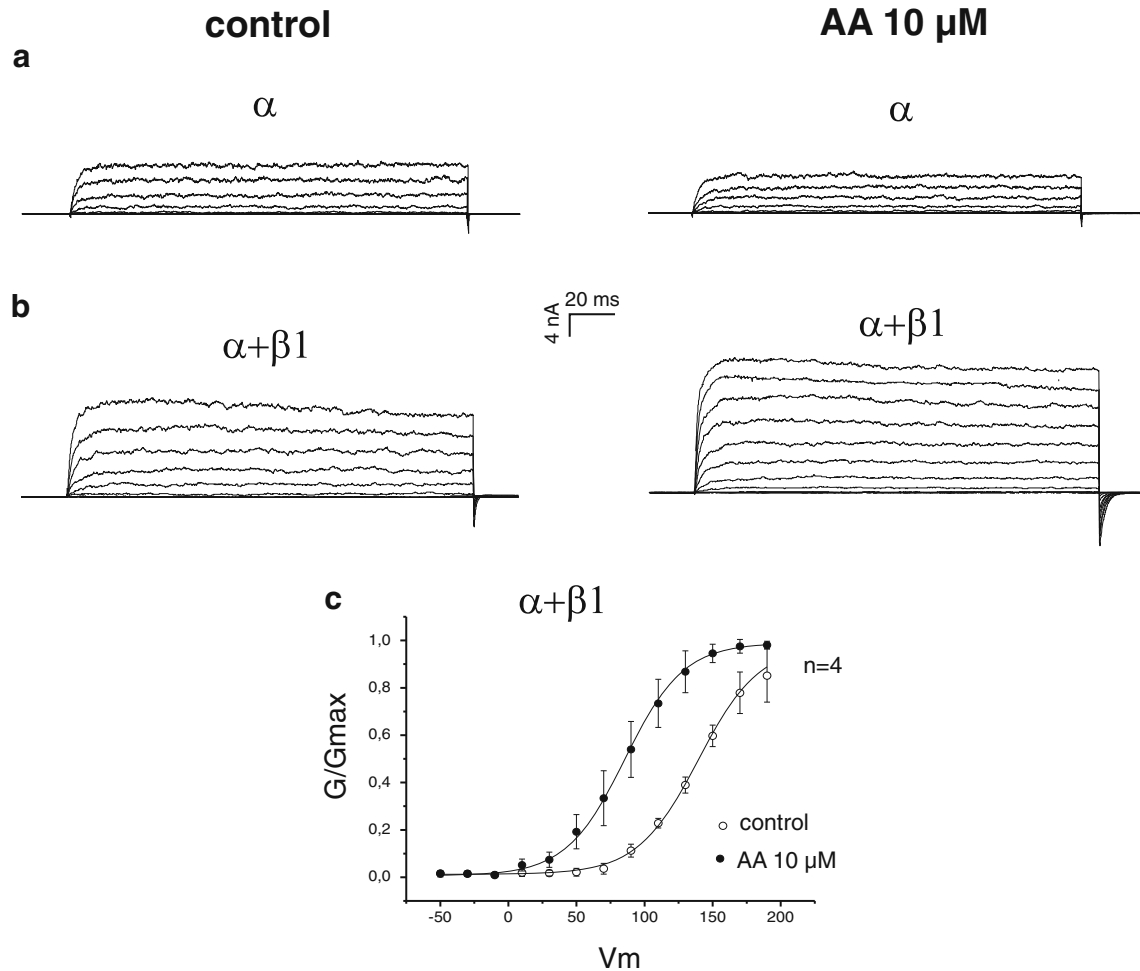 control
AA 10 µM
a
α
α
b
4 nA
20 ms
α+β1
α+β1
c
α+β1
1,0
0,8
0,6
0,4
0,2
0,0
G/Gmax
n=4
control
AA 10 µM
-50
0
50
100
150
200
Vm